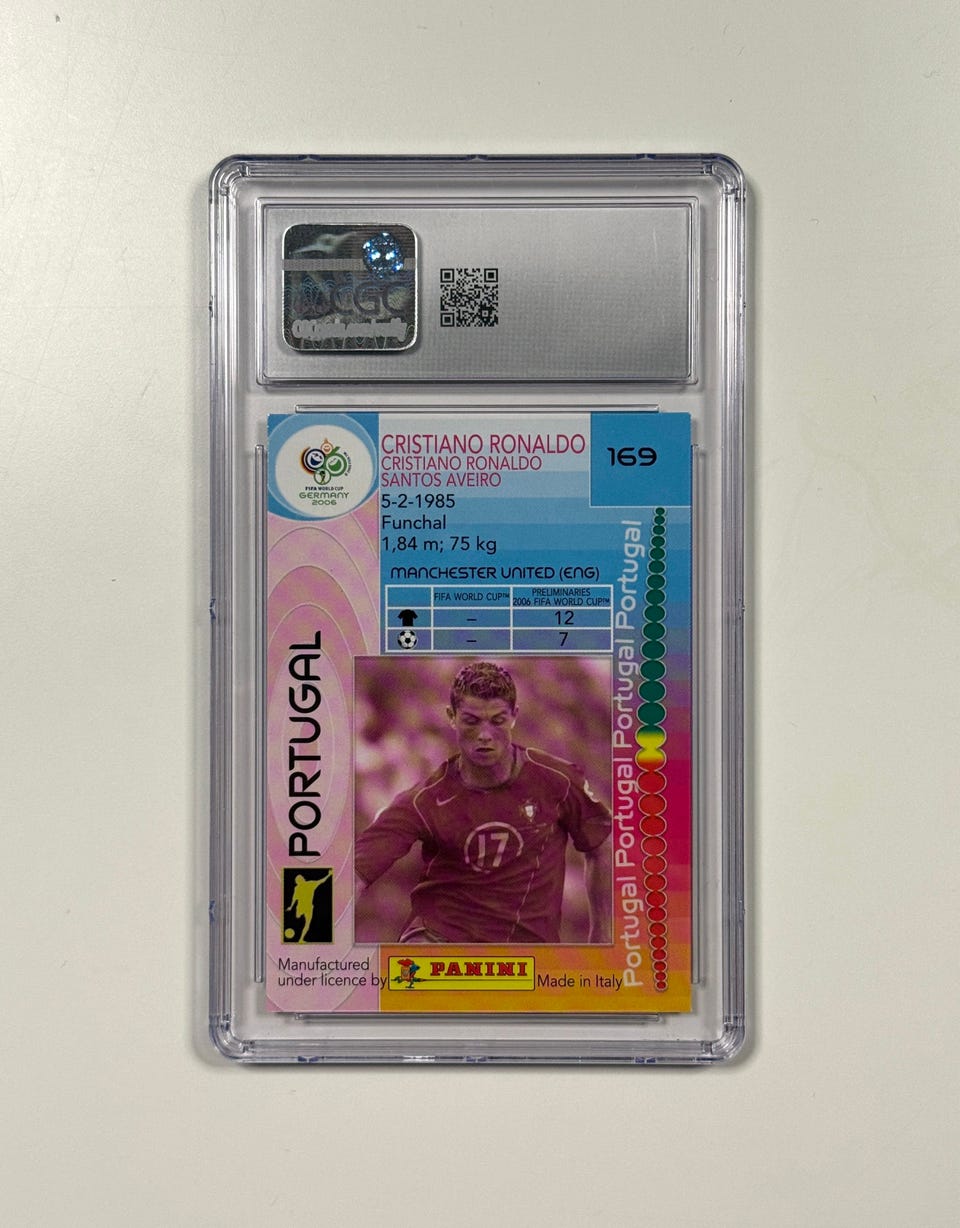 CGC
FIFA WORLD CUP
GERMANY
2006
CRISTIANO RONALDO
CRISTIANO RONALDO
SANTOS AVEIRO
5-2-1985
Funchal
1,84 m; 75 kg
169
MANCHESTER UNITED (ENG)
FIFA WORLD CUP™
PRELIMINARIES
2006 FIFA WORLD CUP™
– 12
– 7
PORTUGAL
17
Portugal Portugal Portugal Portugal
Manufactured
under licence by
PANINI
Made in Italy